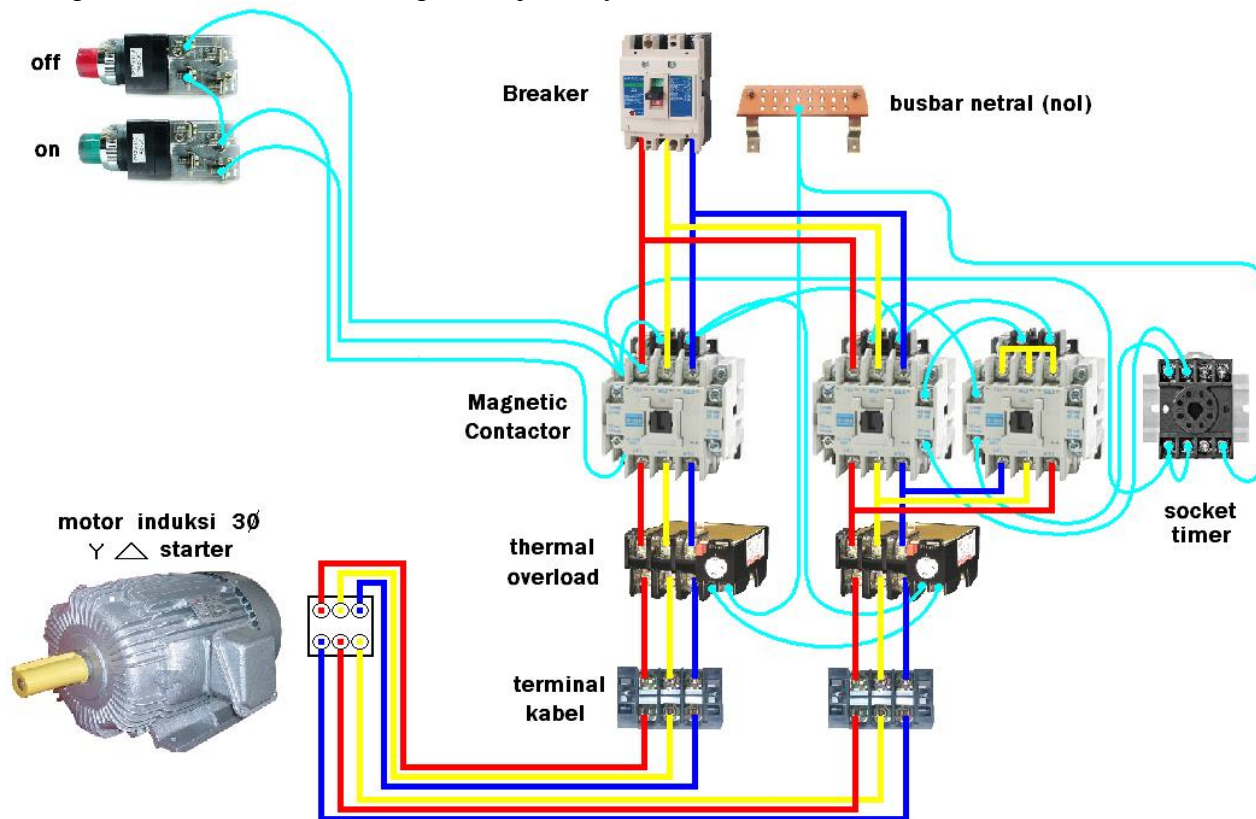 off
on
Breaker
busbar netral (nol)
Magnetic
Contactor
motor induksi 3Ø
Y △ starter
thermal
overload
socket
timer
terminal
kabel